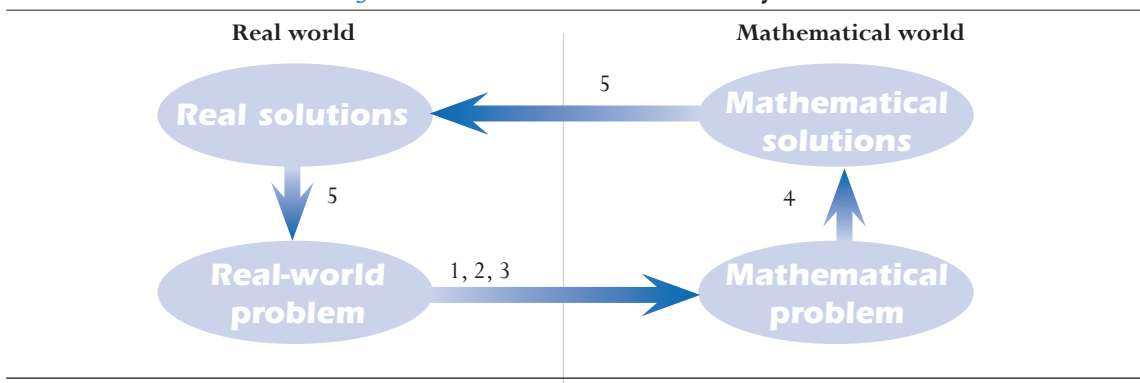 Real world
Mathematical world
Real solutions
5
Mathematical
solutions
5
4
Real-world
problem
1, 2, 3
Mathematical
problem